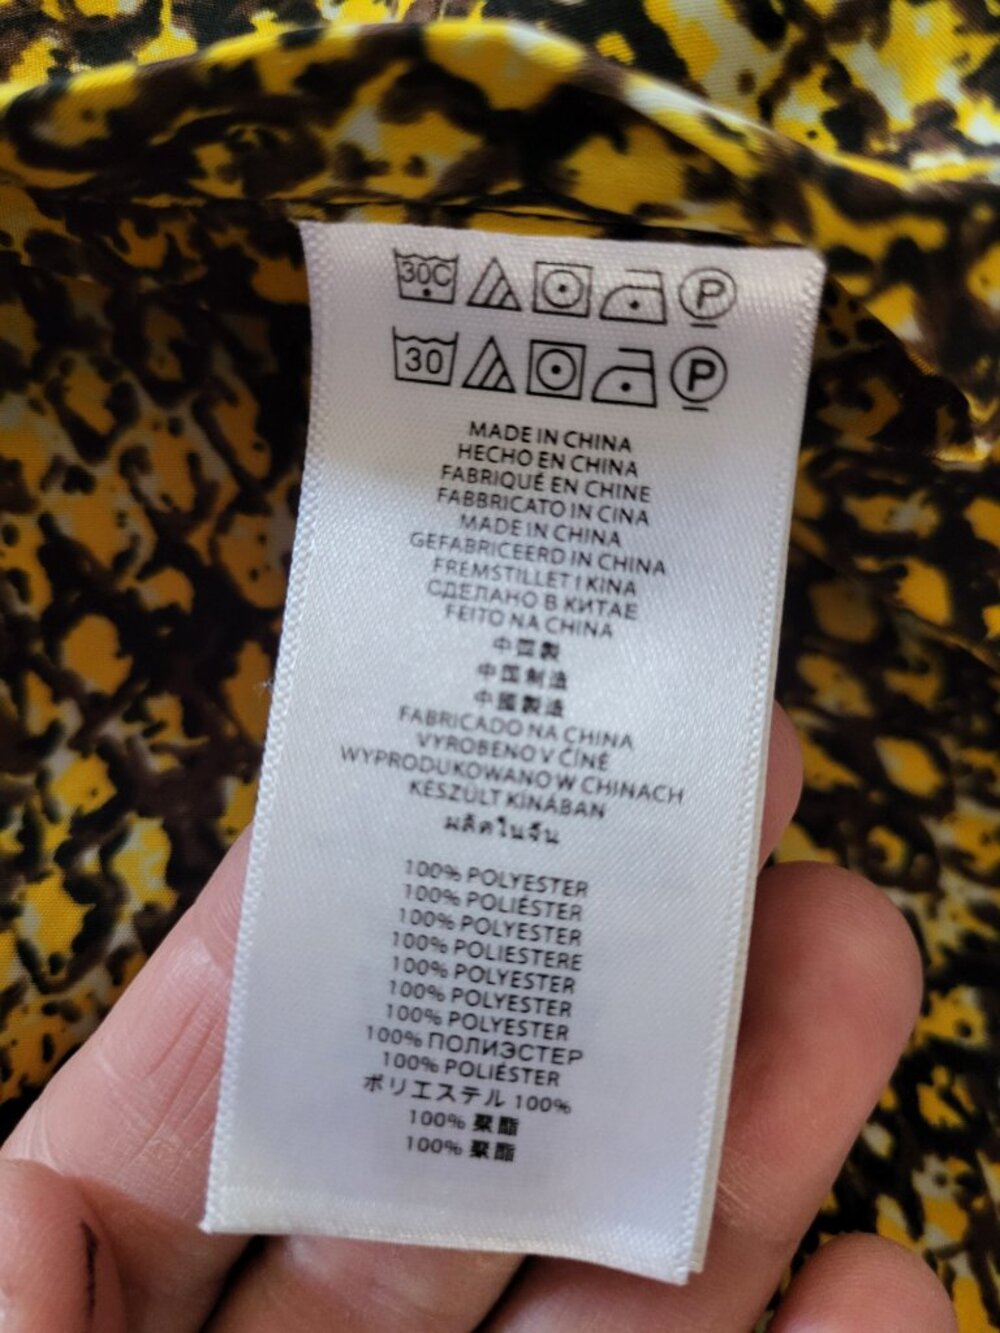 30C P
30 P
MADE IN CHINA
HECHO EN CHINA
FABRIQUÉ EN CHINE
FABBRICATO IN CINA
MADE IN CHINA
GEFABRICEERD IN CHINA
FREMSTILLET I KINA
СДЕЛАНО В КИТАЕ
FEITO NA CHINA
中国製
中国制造
中國製造
FABRICADO NA CHINA
VYROBENO V ČÍNĚ
WYPRODUKOWANO W CHINACH
KÉSZÜLT KÍNÁBAN
ผลิตในจีน
100% POLYESTER
100% POLIÉSTER
100% POLYESTER
100% POLIESTERE
100% POLYESTER
100% POLYESTER
100% POLYESTER
100% ПОЛИЭСТЕР
100% POLIÉSTER
ポリエステル 100%
100% 聚酯
100% 聚酯